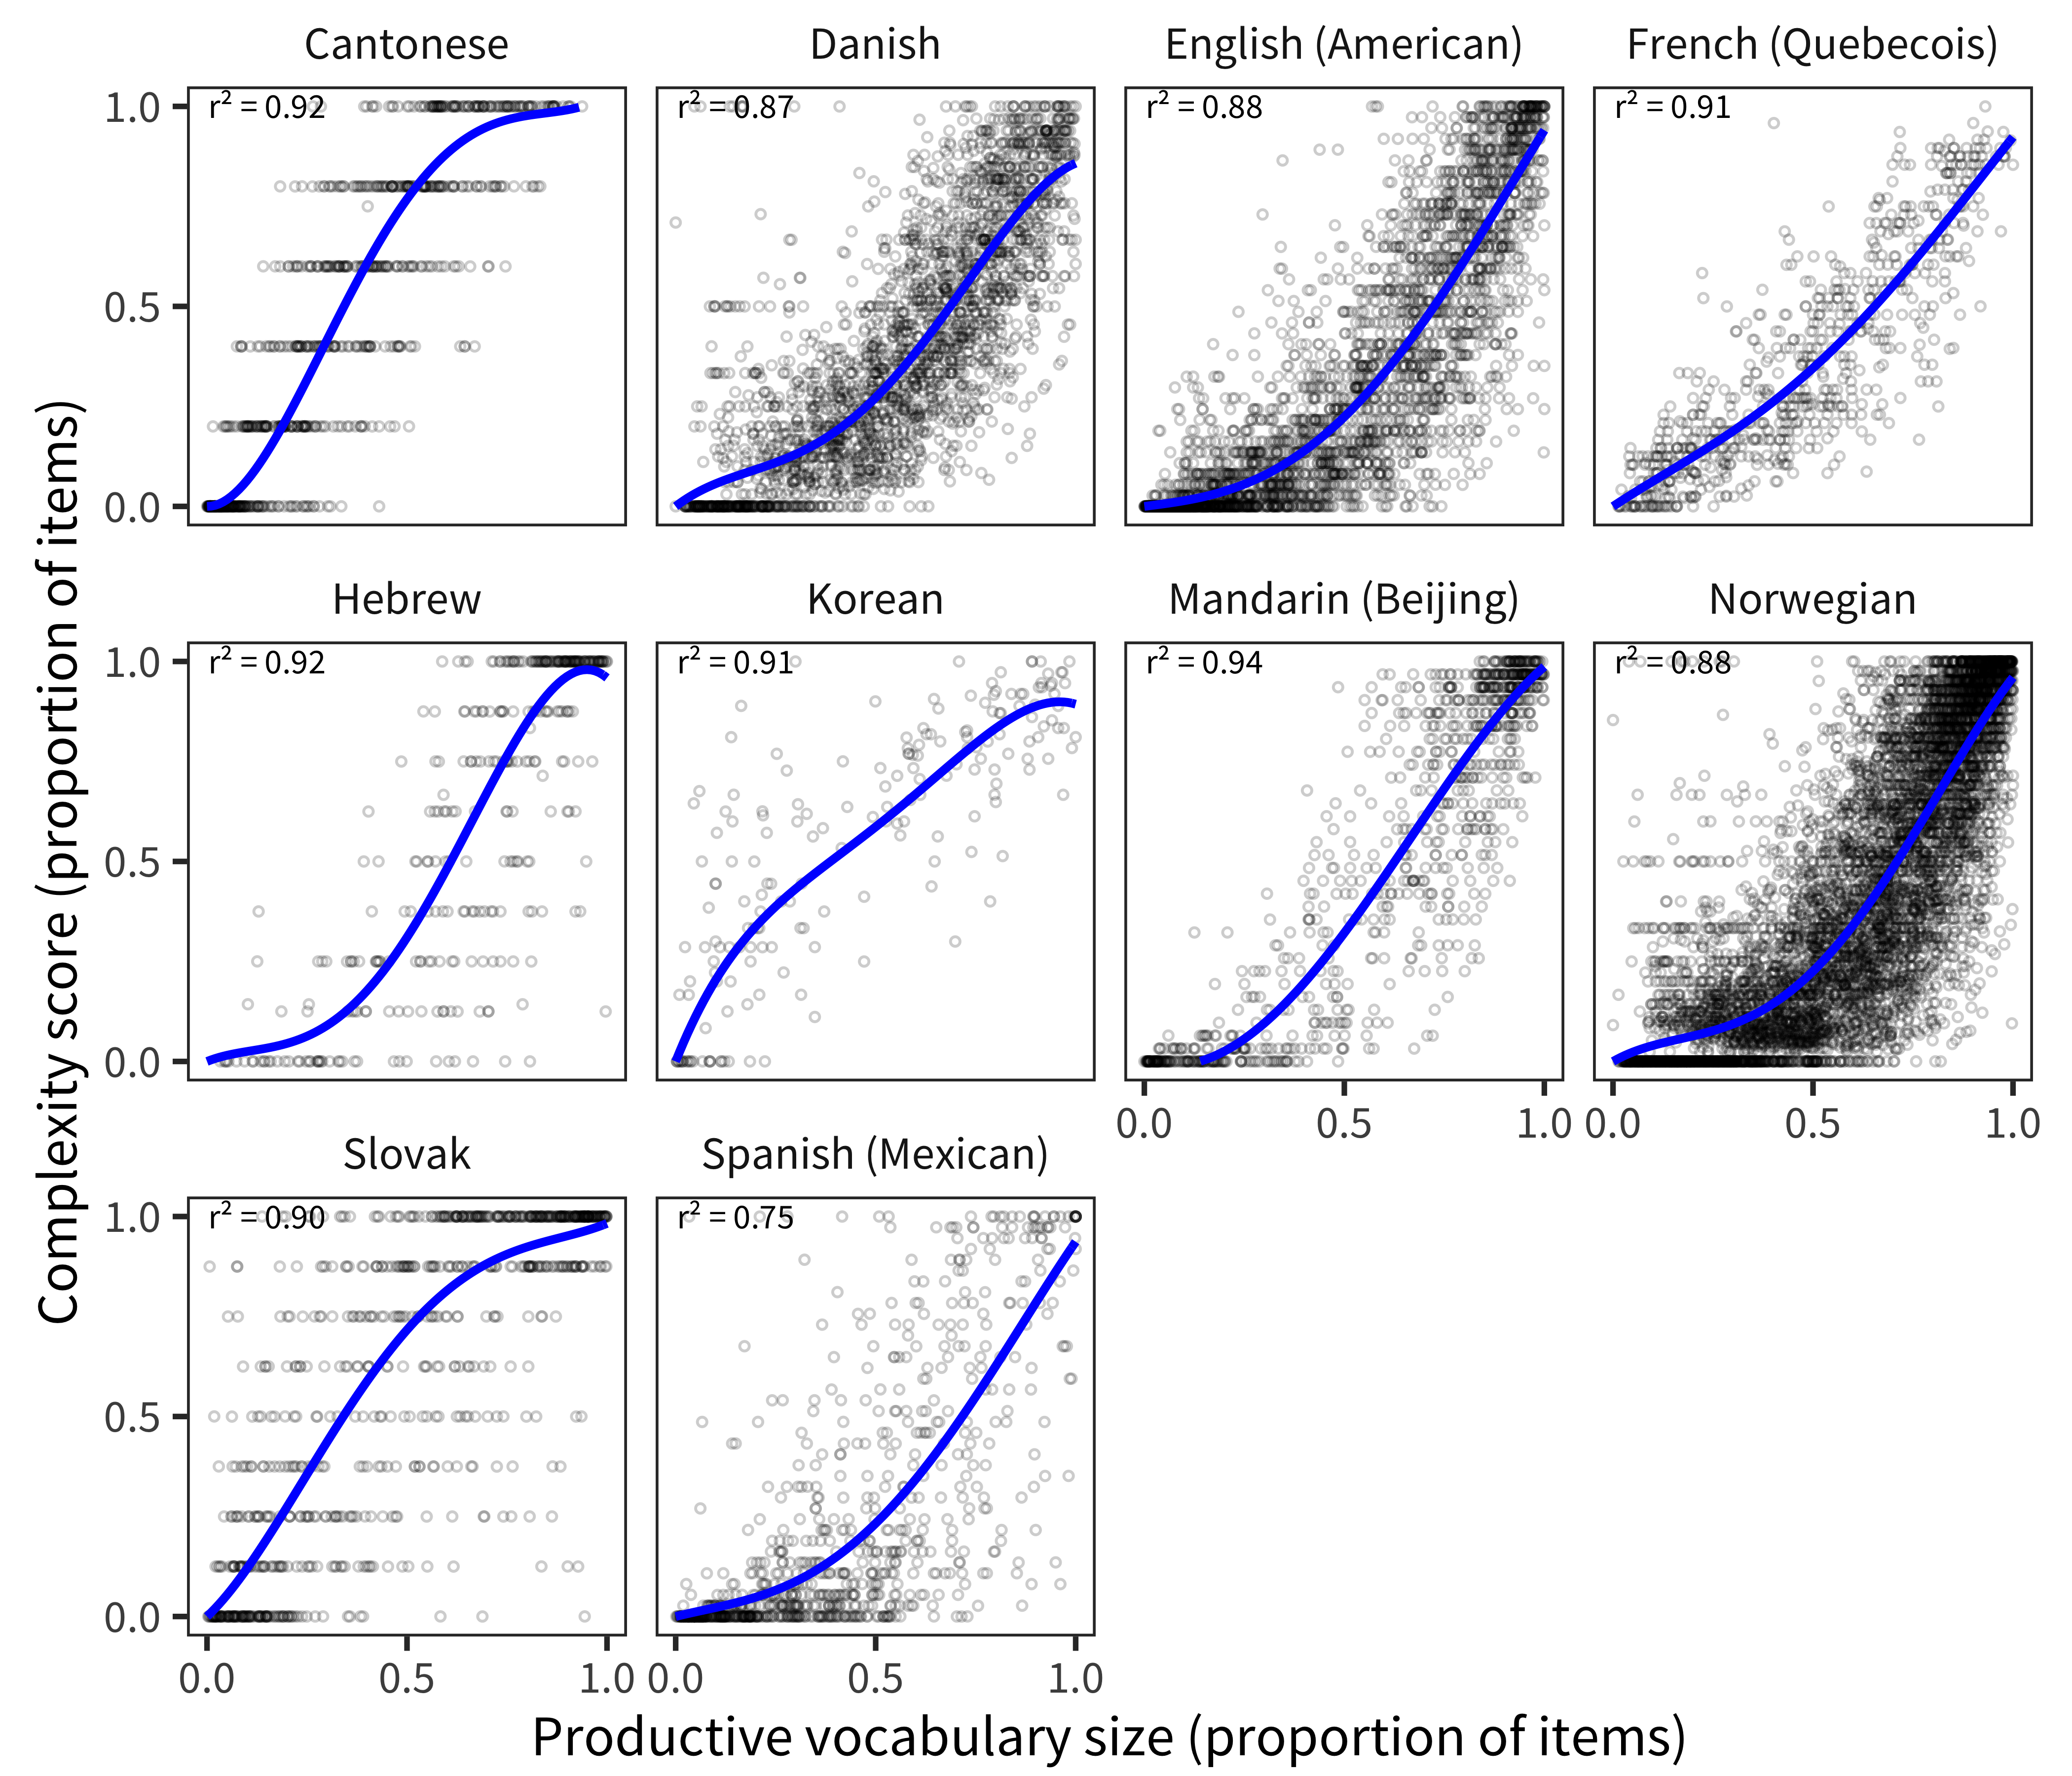 Cantonese
Danish
English (American)
French (Quebecois)
r² = 0.92
r² = 0.87
r² = 0.88
r² = 0.91
1.0
0.5
0.0
Hebrew
Korean
Mandarin (Beijing)
Norwegian
r² = 0.92
r² = 0.91
r² = 0.94
r² = 0.88
1.0
0.5
0.0
0.0 0.5 1.0
0.0 0.5 1.0
Slovak
Spanish (Mexican)
r² = 0.90
r² = 0.75
1.0
0.5
0.0
0.0 0.5 1.0
0.0 0.5 1.0
Complexity score (proportion of items)
Productive vocabulary size (proportion of items)